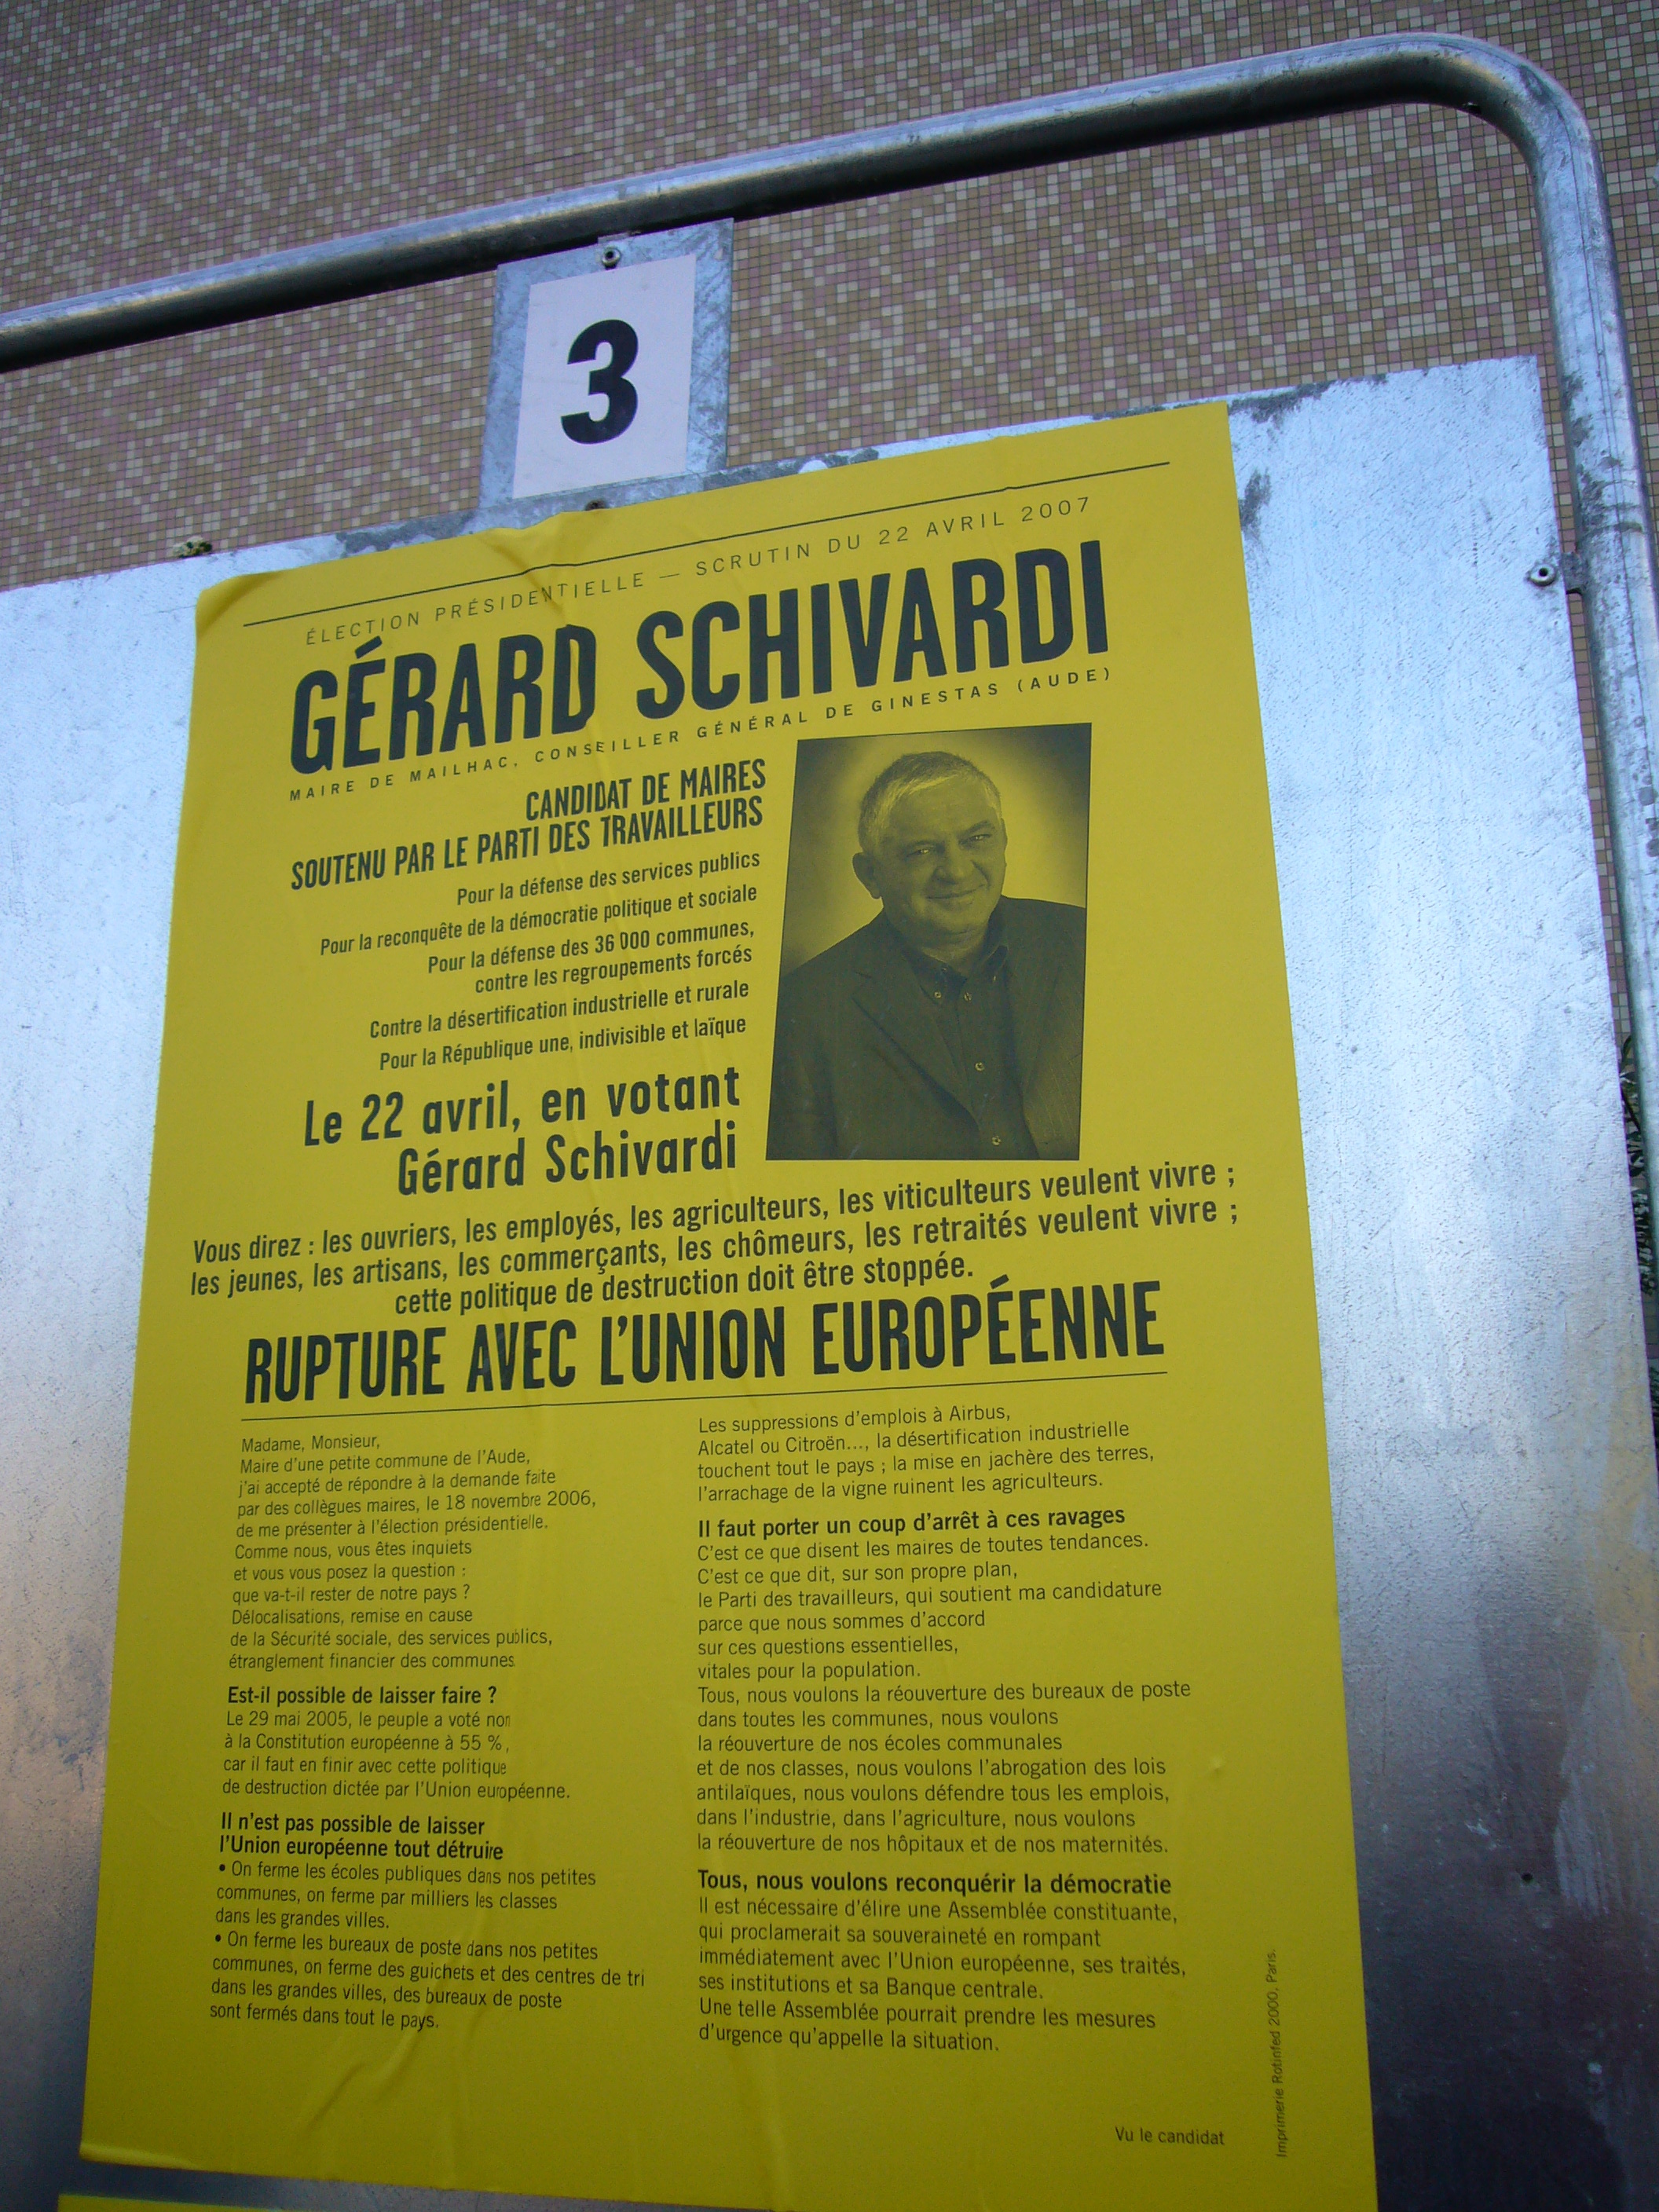 3
ÉLECTION PRÉSIDENTIELLE — SCRUTIN DU 22 AVRIL 2007
GÉRARD SCHIVARDI
MAIRE DE MAILHAC, CONSEILLER GÉNÉRAL DE GINESTAS (AUDE)
CANDIDAT DE MAIRES
SOUTENU PAR LE PARTI DES TRAVAILLEURS
Pour la défense des services publics
Pour la reconquête de la démocratie politique et sociale
Pour la défense des 36 000 communes,
contre les regroupements forcés
Contre la désertification industrielle et rurale
Pour la République une, indivisible et laïque
Le 22 avril, en votant
Gérard Schivardi
Vous direz : les ouvriers, les employés, les agriculteurs, les viticulteurs veulent vivre ;
les jeunes, les artisans, les commerçants, les chômeurs, les retraités veulent vivre ;
cette politique de destruction doit être stoppée.
RUPTURE AVEC L'UNION EUROPÉENNE
Madame, Monsieur,
Maire d'une petite commune de l'Aude,
j'ai accepté de répondre à la demande faite
par des collègues maires, le 18 novembre 2006,
de me présenter à l'élection présidentielle.
Comme nous, vous êtes inquiets
et vous vous posez la question :
que va-t-il rester de notre pays ?
Délocalisations, remise en cause
de la Sécurité sociale, des services publics,
étranglement financier des communes
Est-il possible de laisser faire ?
Le 29 mai 2005, le peuple a voté non
à la Constitution européenne à 55 %,
car il faut en finir avec cette politique
de destruction dictée par l'Union européenne.
Il n'est pas possible de laisser
l'Union européenne tout détruire
• On ferme les écoles publiques dans nos petites
communes, on ferme par milliers les classes
dans les grandes villes.
• On ferme les bureaux de poste dans nos petites
communes, on ferme des guichets et des centres de tri
dans les grandes villes, des bureaux de poste
sont fermés dans tout le pays.
Les suppressions d'emplois à Airbus,
Alcatel ou Citroën..., la désertification industrielle
touchent tout le pays ; la mise en jachère des terres,
l'arrachage de la vigne ruinent les agriculteurs.
Il faut porter un coup d'arrêt à ces ravages
C'est ce que disent les maires de toutes tendances.
C'est ce que dit, sur son propre plan,
le Parti des travailleurs, qui soutient ma candidature
parce que nous sommes d'accord
sur ces questions essentielles,
vitales pour la population.
Tous, nous voulons la réouverture des bureaux de poste
dans toutes les communes, nous voulons
la réouverture de nos écoles communales
et de nos classes, nous voulons l'abrogation des lois
antilaïques, nous voulons défendre tous les emplois,
dans l'industrie, dans l'agriculture, nous voulons
la réouverture de nos hôpitaux et de nos maternités.
Tous, nous voulons reconquérir la démocratie
Il est nécessaire d'élire une Assemblée constituante,
qui proclamerait sa souveraineté en rompant
immédiatement avec l'Union européenne, ses traités,
ses institutions et sa Banque centrale.
Une telle Assemblée pourrait prendre les mesures
d'urgence qu'appelle la situation.
Vu le candidat
Imprimerie Rotinfed 2000, Paris.